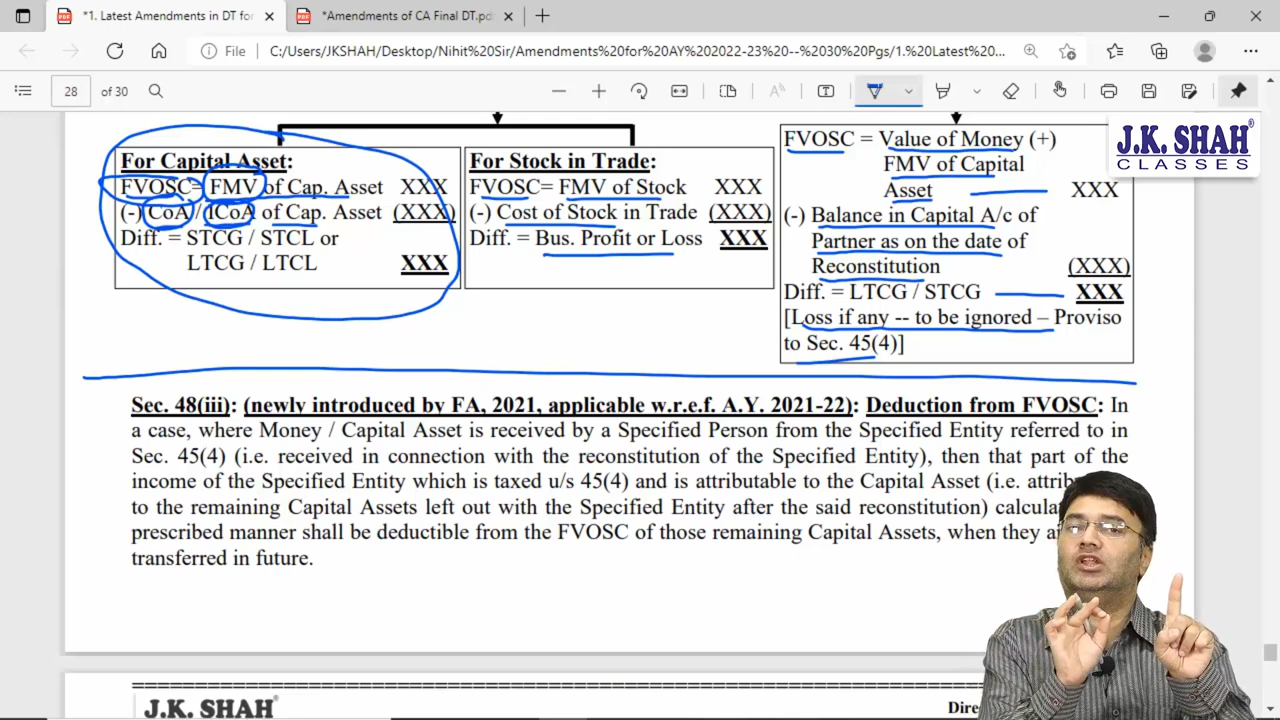 *1. Latest Amendments in DT for
*Amendments of CA Final DT.pd
File
C:/Users/JKSHAH/Desktop/Nihit%20Sir/Amendments%20for%20AY%202022-23%20--%2030%20Pgs/1.%20Latest%20...
28 of 30
J.K. SHAH®
CLASSES
For Capital Asset:
FVOSC= FMV of Cap. Asset XXX
(-) CoA / ICoA of Cap. Asset (XXX)
Diff. = STCG / STCL or
LTCG / LTCL XXX
For Stock in Trade:
FVOSC= FMV of Stock XXX
(-) Cost of Stock in Trade (XXX)
Diff. = Bus. Profit or Loss XXX
FVOSC = Value of Money (+)
FMV of Capital
Asset XXX
(-) Balance in Capital A/c of
Partner as on the date of
Reconstitution (XXX)
Diff. = LTCG / STCG XXX
[Loss if any -- to be ignored – Proviso
to Sec. 45(4)]
Sec. 48(iii): (newly introduced by FA, 2021, applicable w.r.e.f. A.Y. 2021-22): Deduction from FVOSC: In
a case, where Money / Capital Asset is received by a Specified Person from the Specified Entity referred to in
Sec. 45(4) (i.e. received in connection with the reconstitution of the Specified Entity), then that part of the
income of the Specified Entity which is taxed u/s 45(4) and is attributable to the Capital Asset (i.e. attrib
to the remaining Capital Assets left out with the Specified Entity after the said reconstitution) calcula
prescribed manner shall be deductible from the FVOSC of those remaining Capital Assets, when they a
transferred in future.
J.K. SHAH®
Direc